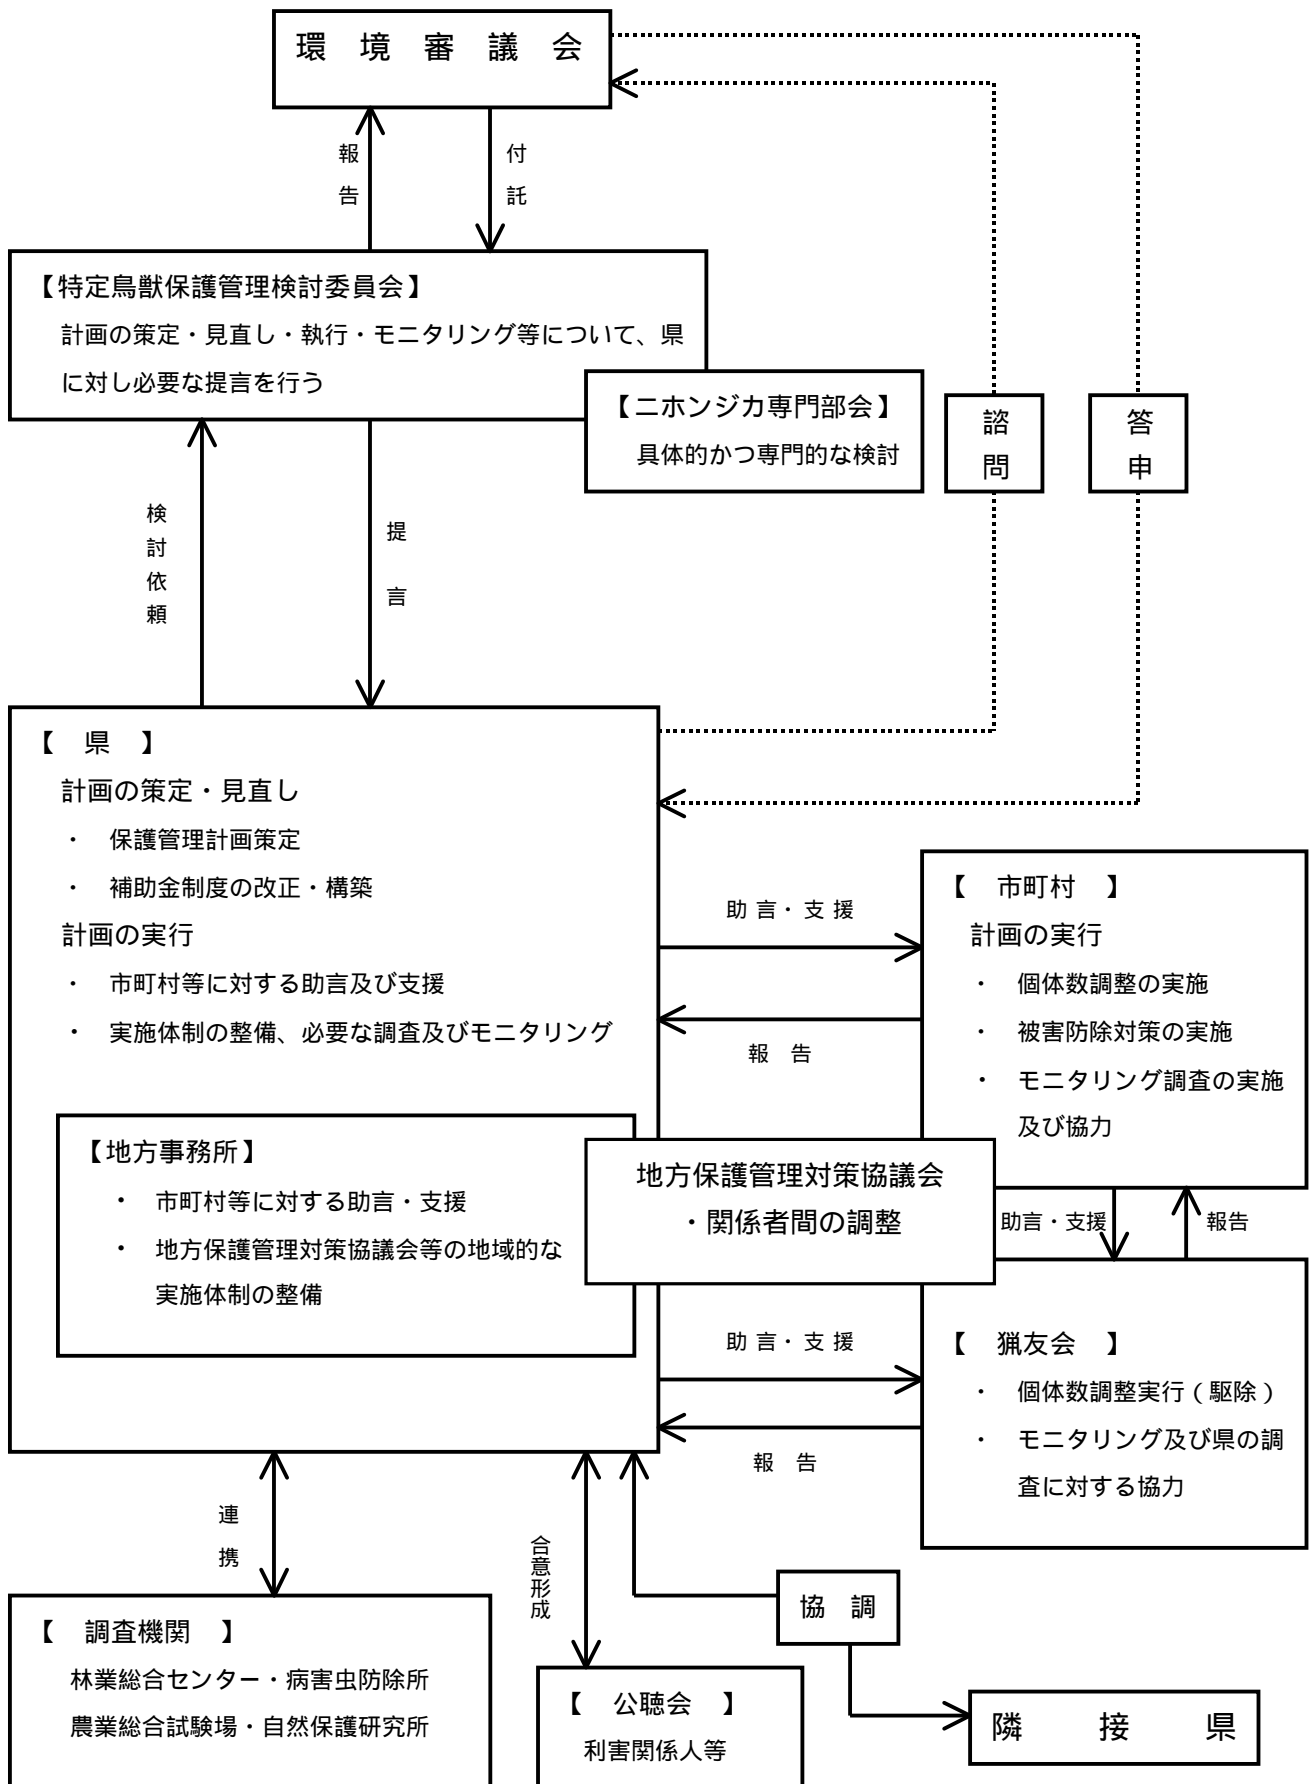 環　境　審　議　会
報告
付託
【特定鳥獣保護管理検討委員会】
計画の策定・見直し・執行・モニタリング等について、県
に対し必要な提言を行う
【ニホンジカ専門部会】
具体的かつ専門的な検討
諮問
答申
検討依頼
提言
【　県　】
計画の策定・見直し
・　保護管理計画策定
・　補助金制度の改正・構築
計画の実行
・　市町村等に対する助言及び支援
・　実施体制の整備、必要な調査及びモニタリング
【地方事務所】
・　市町村等に対する助言・支援
・　地方保護管理対策協議会等の地域的な
実施体制の整備
助言・支援
報告
【　市町村　】
計画の実行
・　個体数調整の実施
・　被害防除対策の実施
・　モニタリング調査の実施
及び協力
地方保護管理対策協議会
・関係者間の調整
助言・支援
報告
助言・支援
報告
【　猟友会　】
・　個体数調整実行（駆除）
・　モニタリング及び県の調
査に対する協力
連携
合意形成
協　調
【　調査機関　】
林業総合センター・病害虫防除所
農業総合試験場・自然保護研究所
【　公聴会　】
利害関係人等
隣　接　県